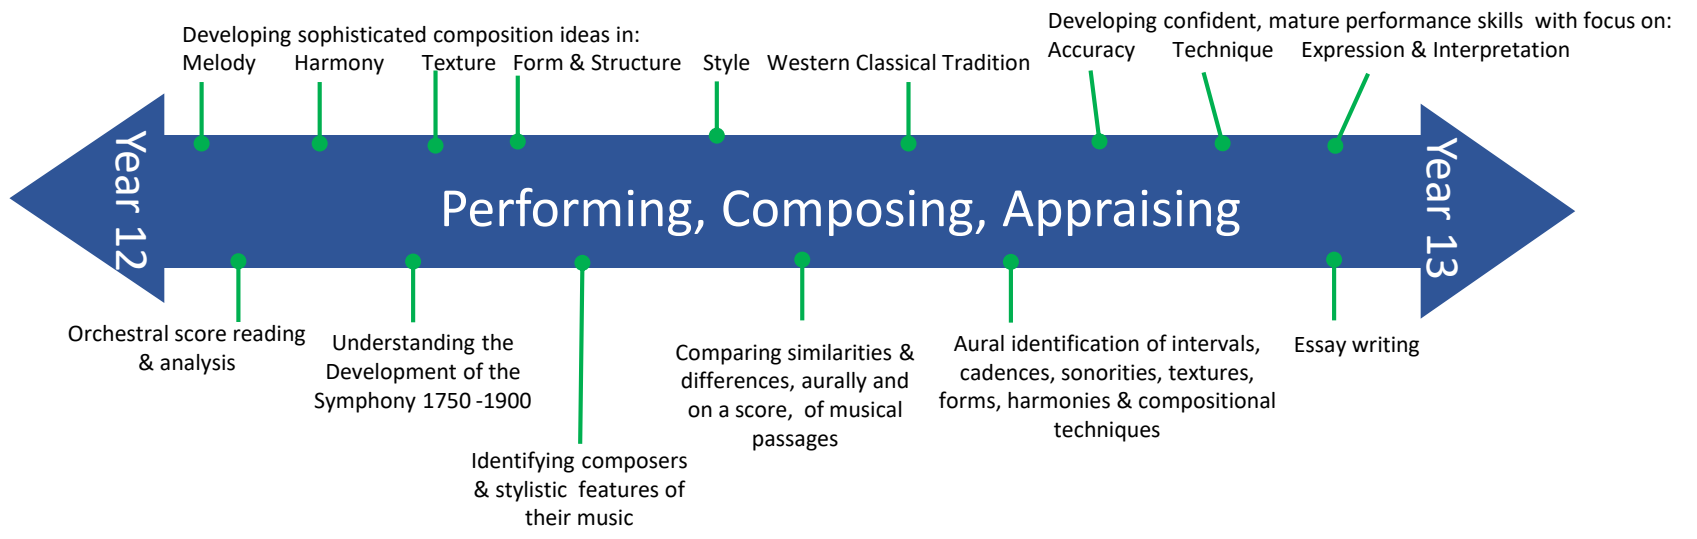 Developing sophisticated composition ideas in:
Melody Harmony Texture Form & Structure Style Western Classical Tradition
Developing confident, mature performance skills with focus on:
Accuracy Technique Expression & Interpretation
Year 12
Performing, Composing, Appraising
Year 13
Orchestral score reading
& analysis
Understanding the
Development of the
Symphony 1750 -1900
Identifying composers
& stylistic features of
their music
Comparing similarities &
differences, aurally and
on a score, of musical
passages
Aural identification of intervals,
cadences, sonorities, textures,
forms, harmonies & compositional
techniques
Essay writing